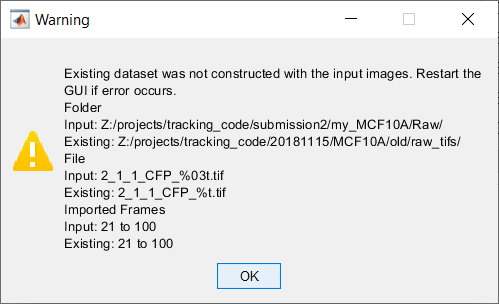 Warning
Existing dataset was not constructed with the input images. Restart the
GUI if error occurs.
Folder
Input: Z:/projects/tracking_code/submission2/my_MCF10A/Raw/
Existing: Z:/projects/tracking_code/20181115/MCF10A/old/raw_tifs/
File
Input: 2_1_1_CFP_%03t.tif
Existing: 2_1_1_CFP_%t.tif
Imported Frames
Input: 21 to 100
Existing: 21 to 100
OK